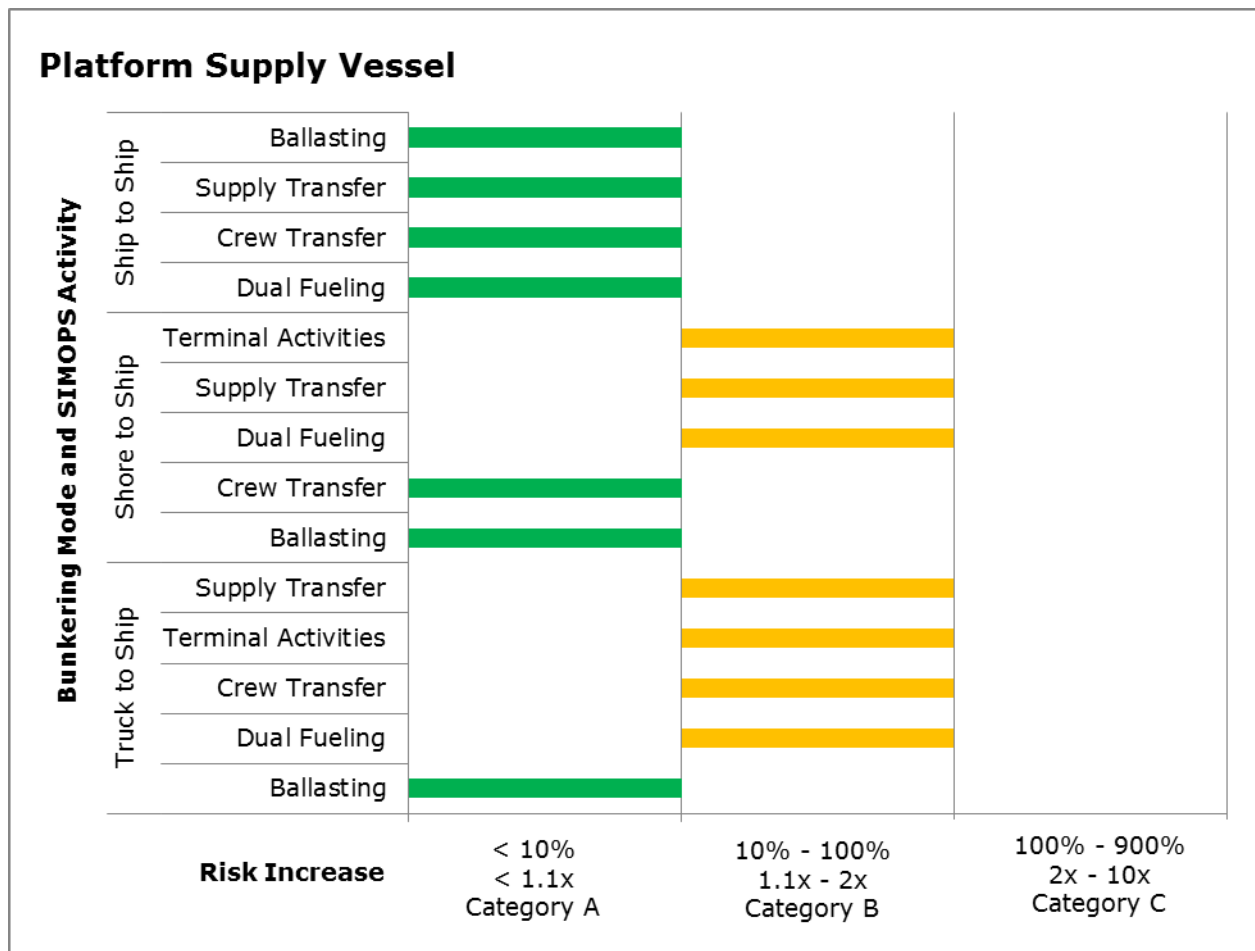 Platform Supply Vessel
Bunkering Mode and SIMOPS Activity
Ship to Ship
Ballasting
Supply Transfer
Crew Transfer
Dual Fueling
Shore to Ship
Terminal Activities
Supply Transfer
Dual Fueling
Crew Transfer
Ballasting
Truck to Ship
Supply Transfer
Terminal Activities
Crew Transfer
Dual Fueling
Ballasting
Risk Increase
< 10%
< 1.1x
Category A
10% - 100%
1.1x - 2x
Category B
100% - 900%
2x - 10x
Category C